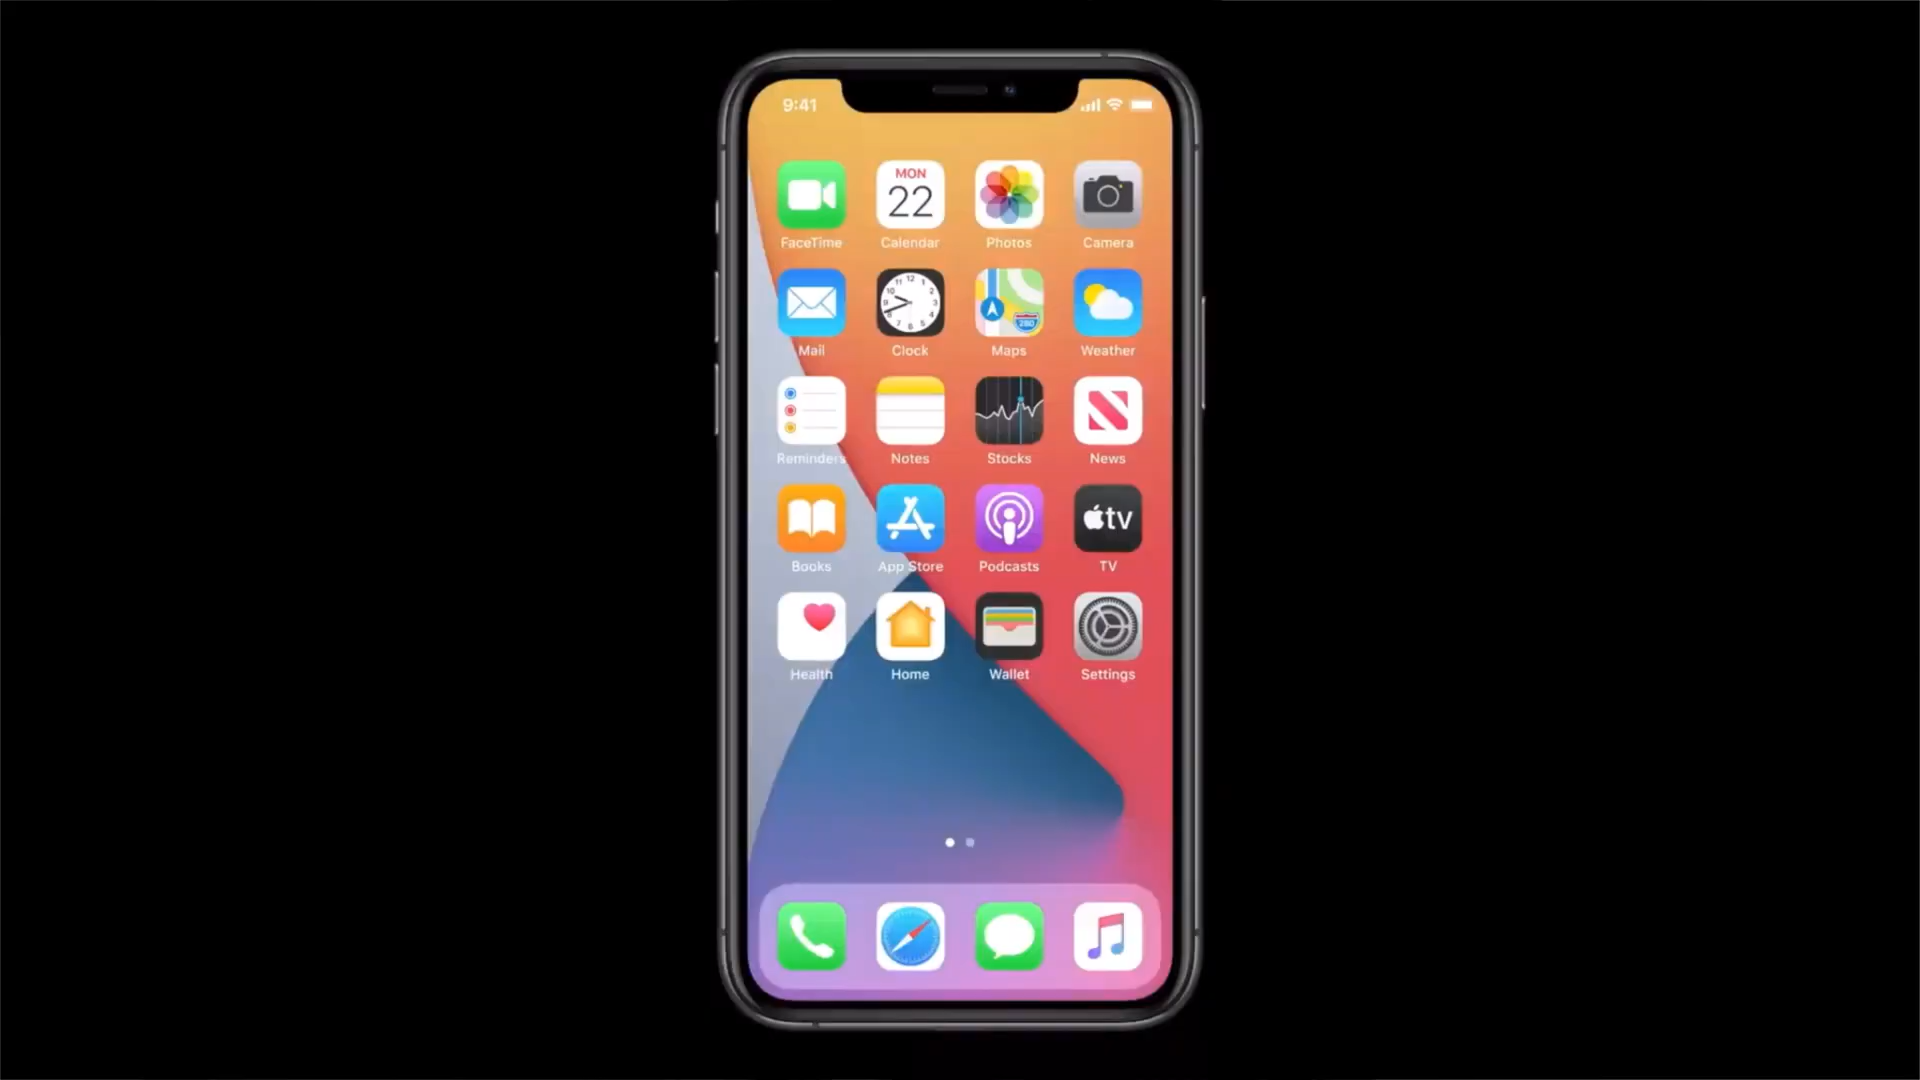 9:41
MON
22
FaceTime Calendar Photos Camera
280
Mail Clock Maps Weather
Reminders Notes Stocks News
tv
Books App Store Podcasts TV
Health Home Wallet Settings